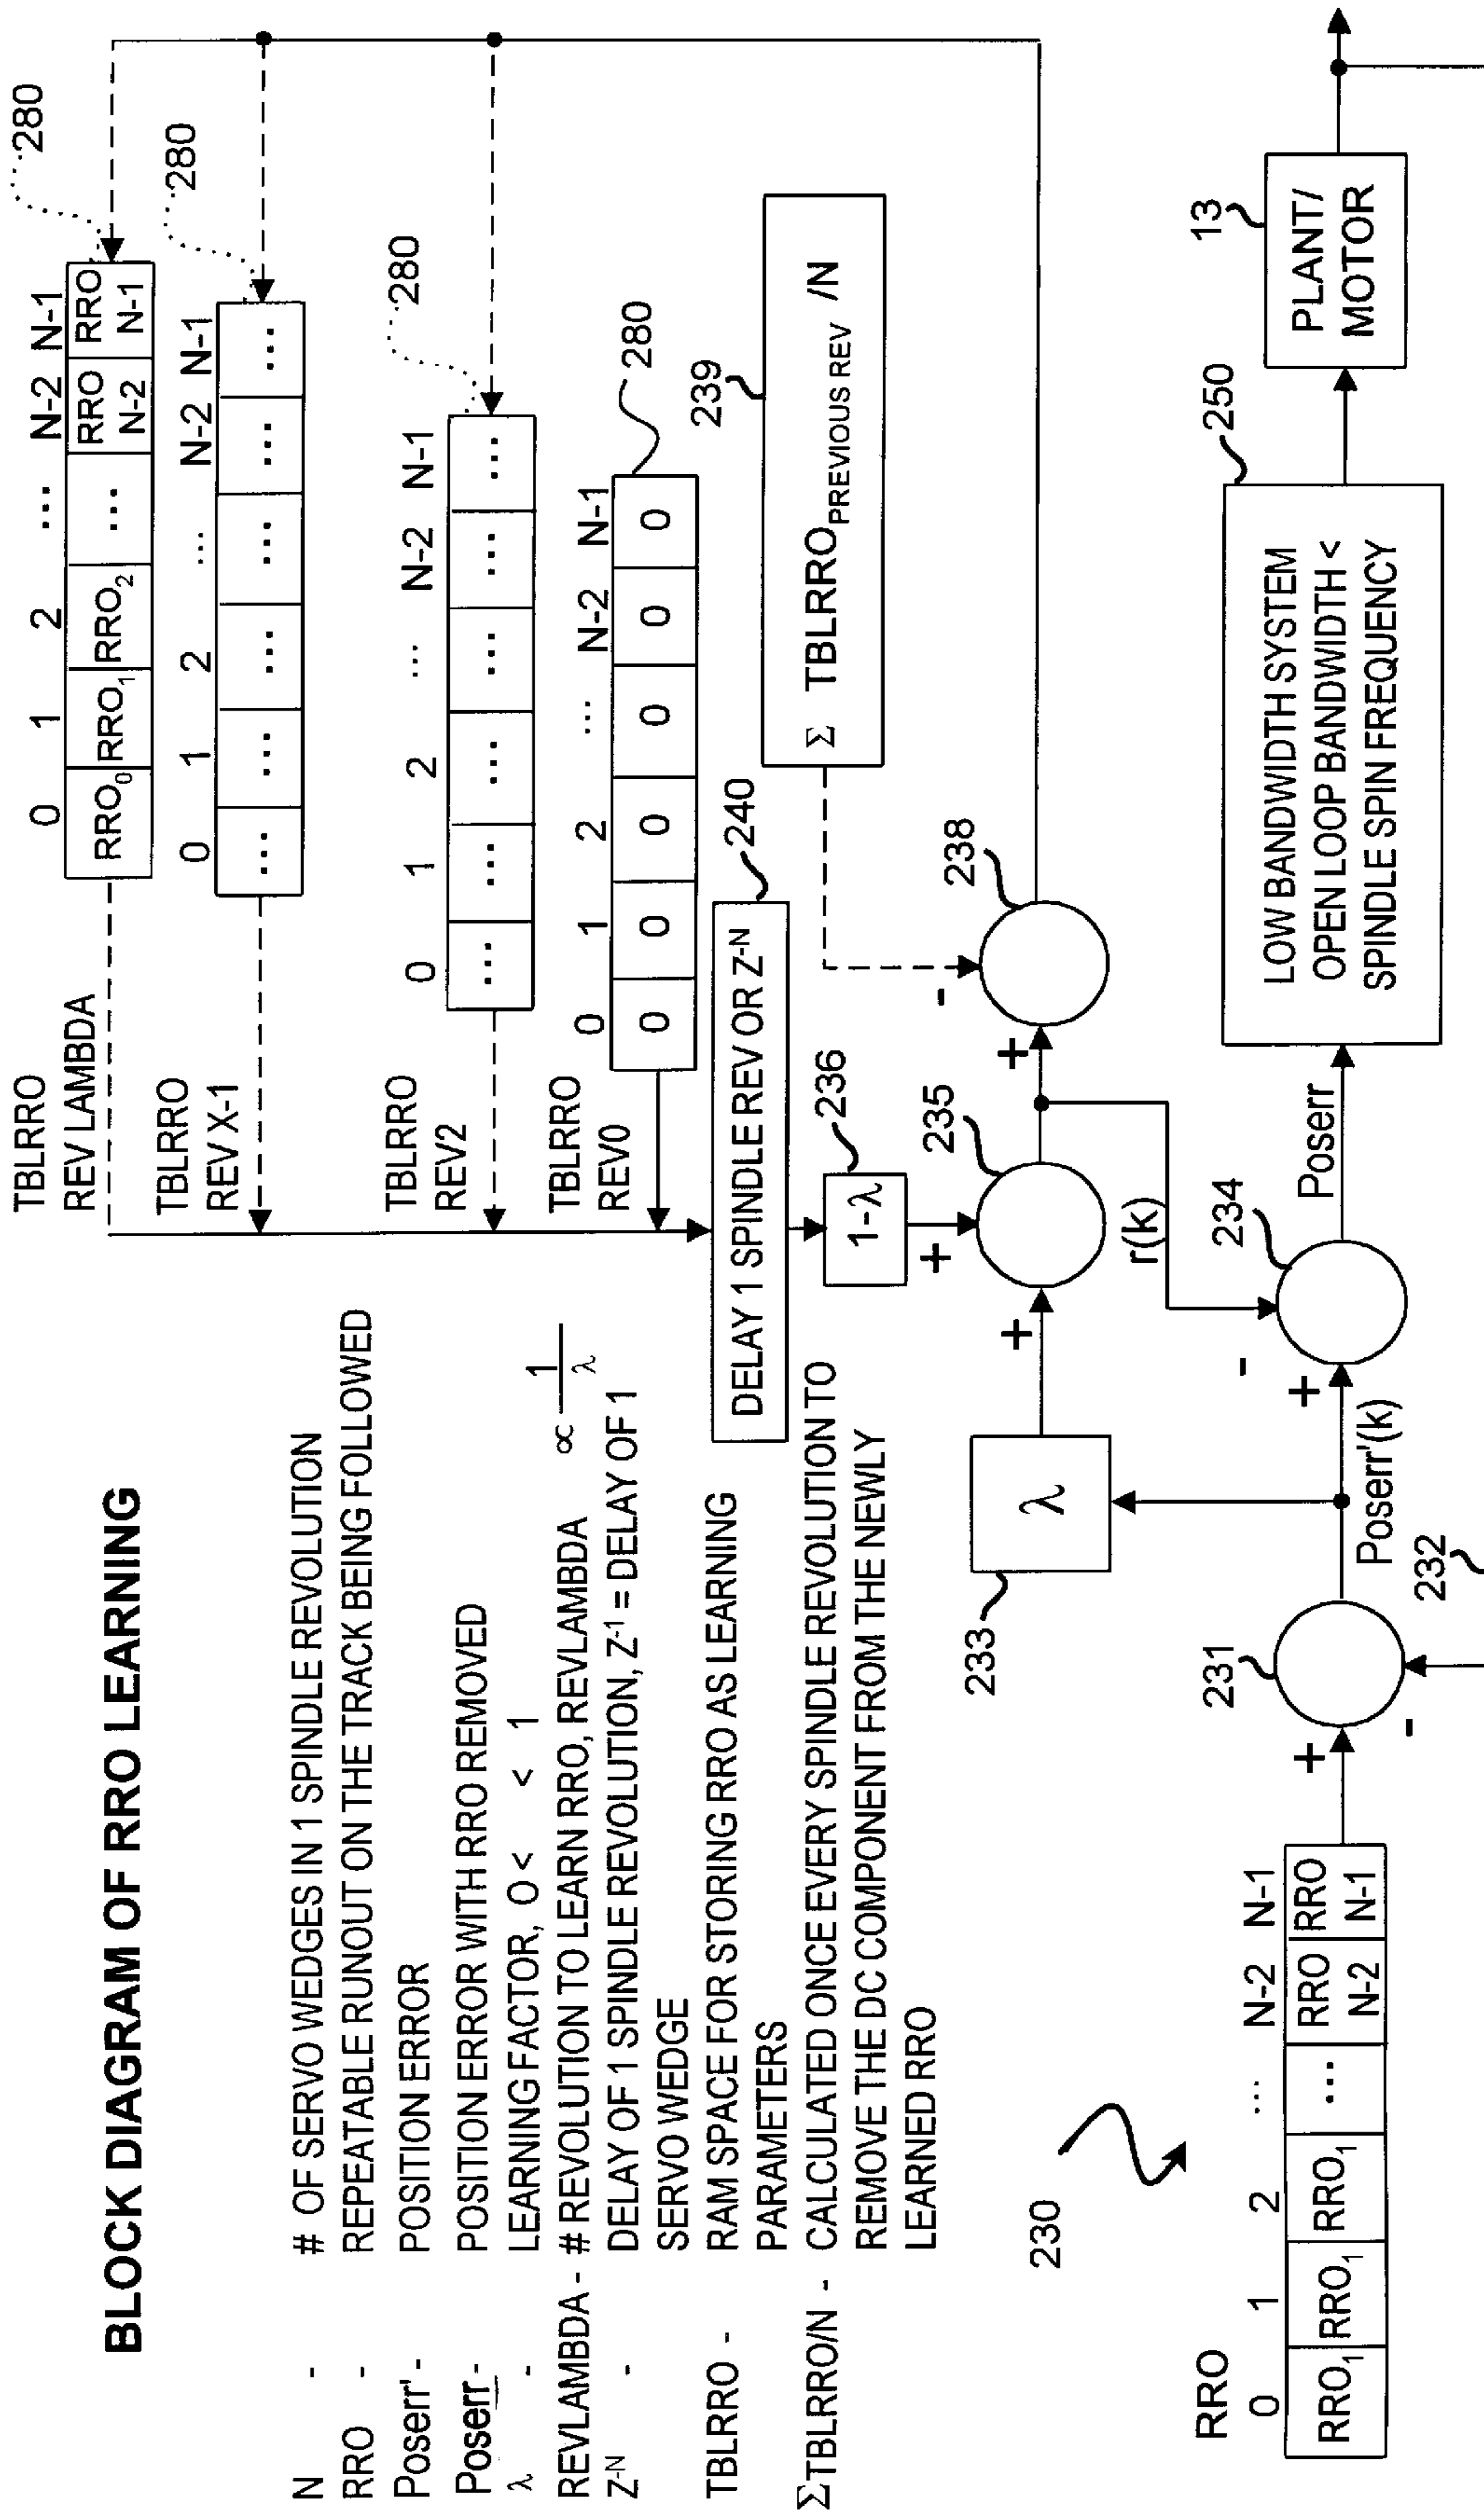 BLOCK DIAGRAM OF RRO LEARNING
N - # OF SERVO WEDGES IN 1 SPINDLE REVOLUTION
RRO - REPEATABLE RUNOUT ON THE TRACK BEING FOLLOWED
Poserr' - POSITION ERROR
Poserr - POSITION ERROR WITH RRO REMOVED
λ - LEARNING FACTOR, O < < 1
REVLAMBDA - # REVOLUTION TO LEARN RRO, REVLAMBDA ∝ 1/λ
Z-N - DELAY OF 1 SPINDLE REVOLUTION, Z-1 = DELAY OF 1
SERVO WEDGE
TBLRRO - RAM SPACE FOR STORING RRO AS LEARNING
PARAMETERS
ΣTBLRRO/N - CALCULATED ONCE EVERY SPINDLE REVOLUTION TO
REMOVE THE DC COMPONENT FROM THE NEWLY
LEARNED RRO
TBLRRO
REV LAMBDA
0 1 2 ... N-2 N-1
RRO0 RRO1 RRO2 ... RRO N-2 RRO N-1
280
TBLRRO
REV X-1
0 1 2 ... N-2 N-1
... ... ... ... ... ...
280
TBLRRO
REV2
0 1 2 ... N-2 N-1
... ... ... ... ... ...
280
TBLRRO
REV0
0 1 2 ... N-2 N-1
0 0 0 0 0 0
280
DELAY 1 SPINDLE REV OR Z-N
240
239
Σ TBLRRO PREVIOUS REV /N
1-λ
236
+
235
+
r(k)
+
-
238
λ
233
230
RRO
0 1 2 ... N-2 N-1
RRO1 RRO1 RRO1 ... RRO N-2 RRO N-1
+
-
231
232
Poserr'(k)
+
-
234
Poserr
250
LOW BANDWIDTH SYSTEM
OPEN LOOP BANDWIDTH <
SPINDLE SPIN FREQUENCY
13
PLANT/
MOTOR